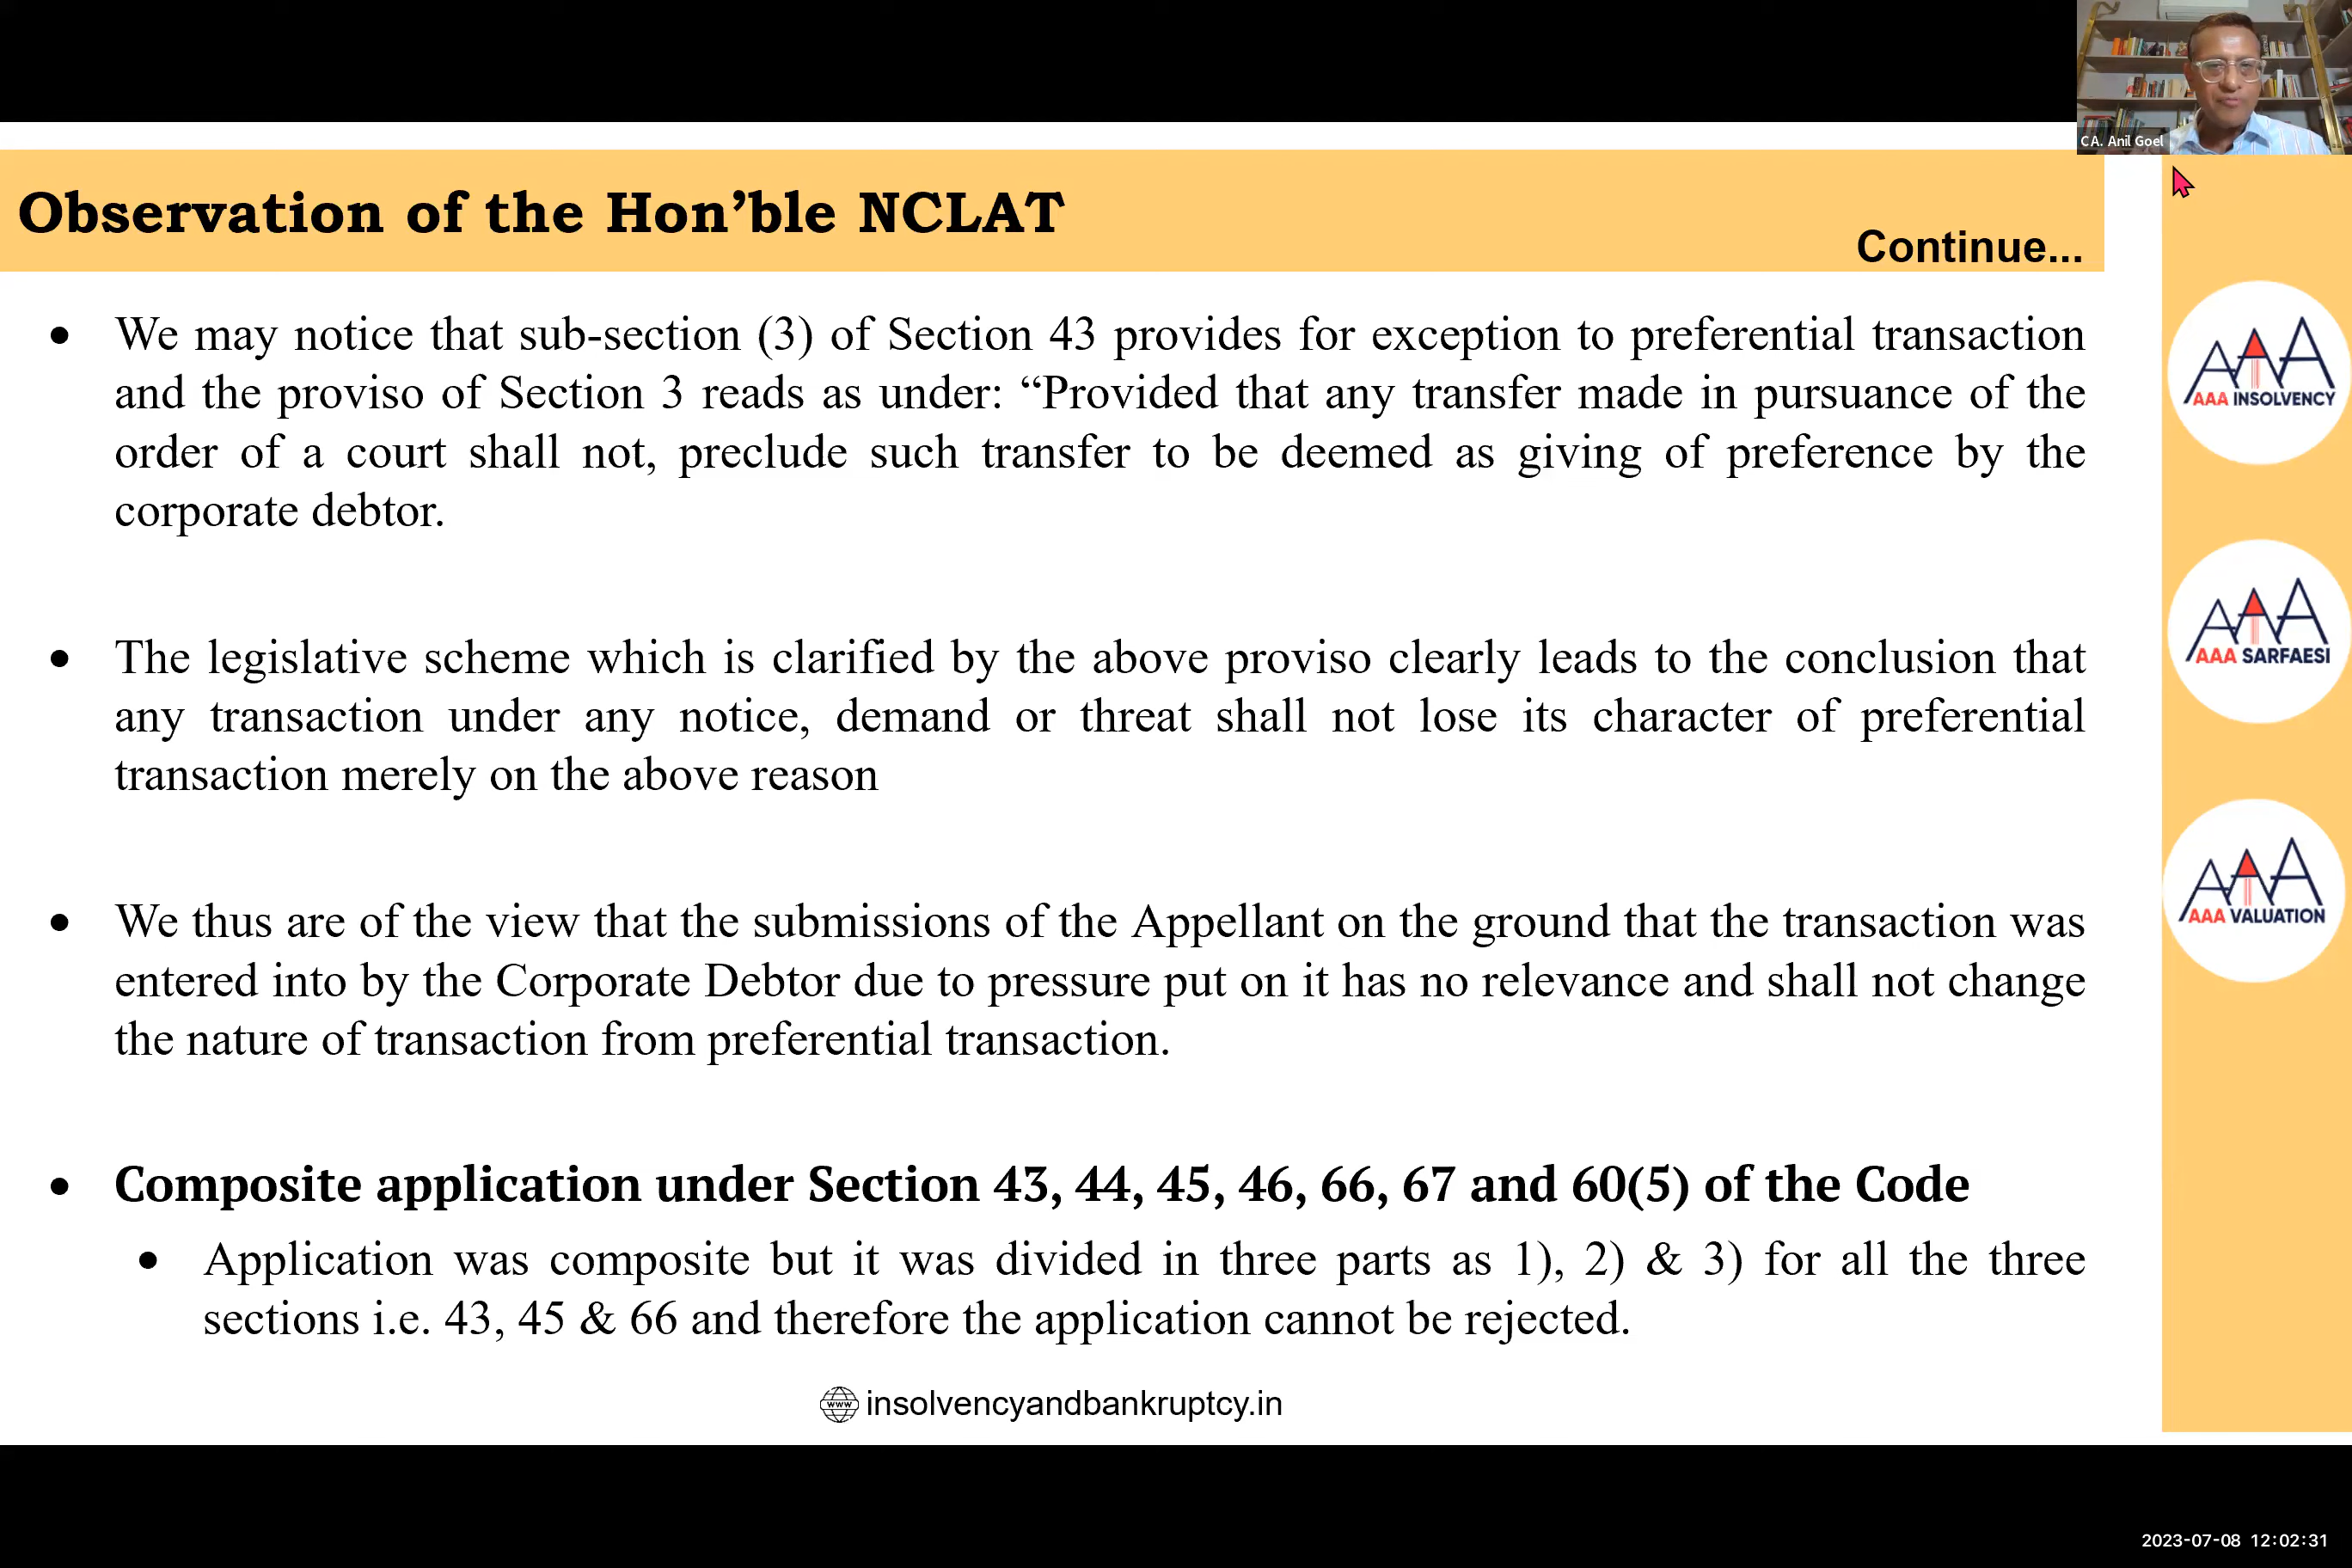 CA. Anil Goel
Observation of the Hon’ble NCLAT
Continue...
• We may notice that sub-section (3) of Section 43 provides for exception to preferential transaction
and the proviso of Section 3 reads as under: “Provided that any transfer made in pursuance of the
order of a court shall not, preclude such transfer to be deemed as giving of preference by the
corporate debtor.
• The legislative scheme which is clarified by the above proviso clearly leads to the conclusion that
any transaction under any notice, demand or threat shall not lose its character of preferential
transaction merely on the above reason
• We thus are of the view that the submissions of the Appellant on the ground that the transaction was
entered into by the Corporate Debtor due to pressure put on it has no relevance and shall not change
the nature of transaction from preferential transaction.
• Composite application under Section 43, 44, 45, 46, 66, 67 and 60(5) of the Code
• Application was composite but it was divided in three parts as 1), 2) & 3) for all the three
sections i.e. 43, 45 & 66 and therefore the application cannot be rejected.
www insolvencyandbankruptcy.in
AAA
AAA INSOLVENCY
AAA
AAA SARFAESI
AAA
AAA VALUATION
2023-07-08 12:02:31